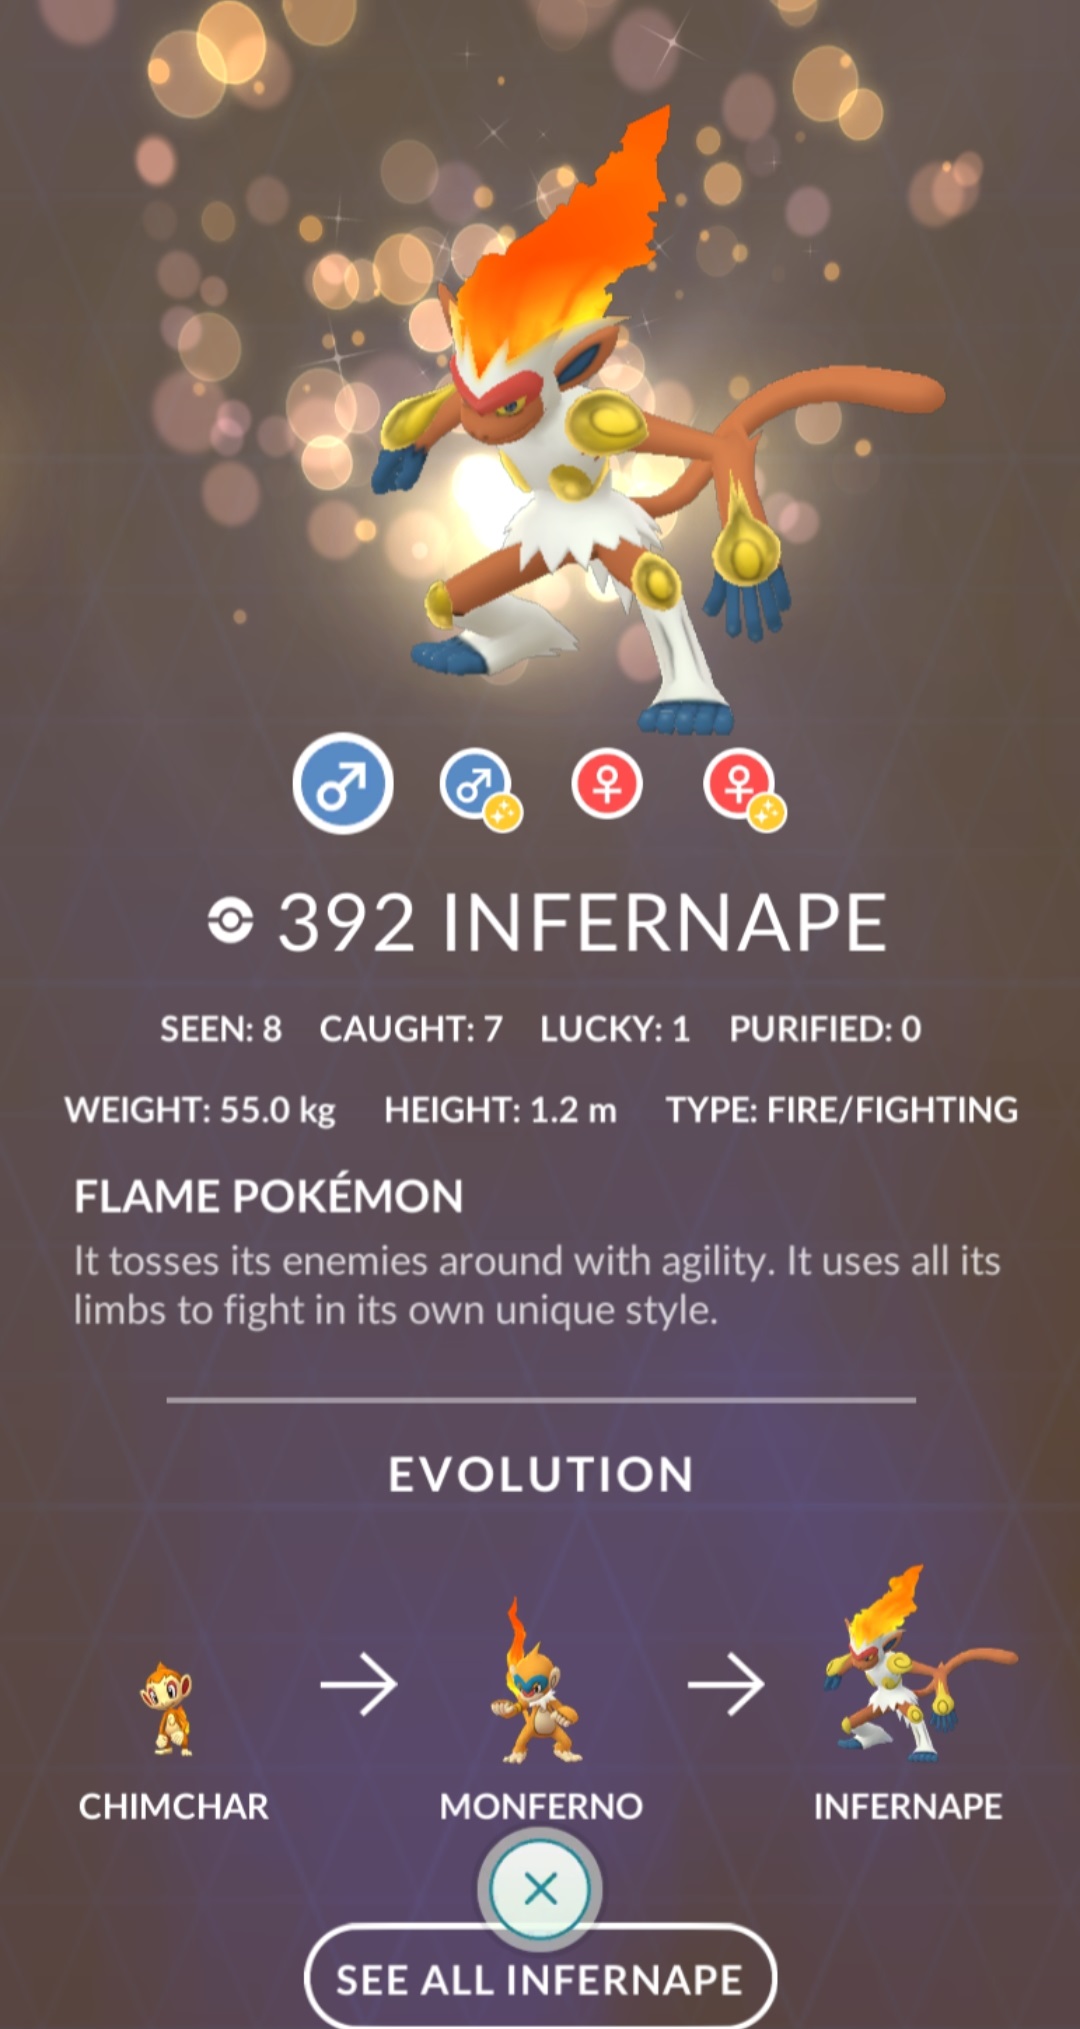 392 INFERNAPE
SEEN: 8 CAUGHT: 7 LUCKY: 1 PURIFIED: 0
WEIGHT: 55.0 kg HEIGHT: 1.2 m TYPE: FIRE/FIGHTING
FLAME POKÉMON
It tosses its enemies around with agility. It uses all its
limbs to fight in its own unique style.
EVOLUTION
CHIMCHAR MONFERNO INFERNAPE
SEE ALL INFERNAPE